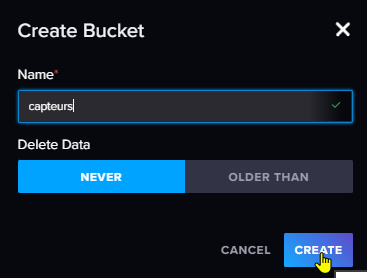 Create Bucket
Name*
capteurs
Delete Data
NEVER
OLDER THAN
CANCEL
CREATE